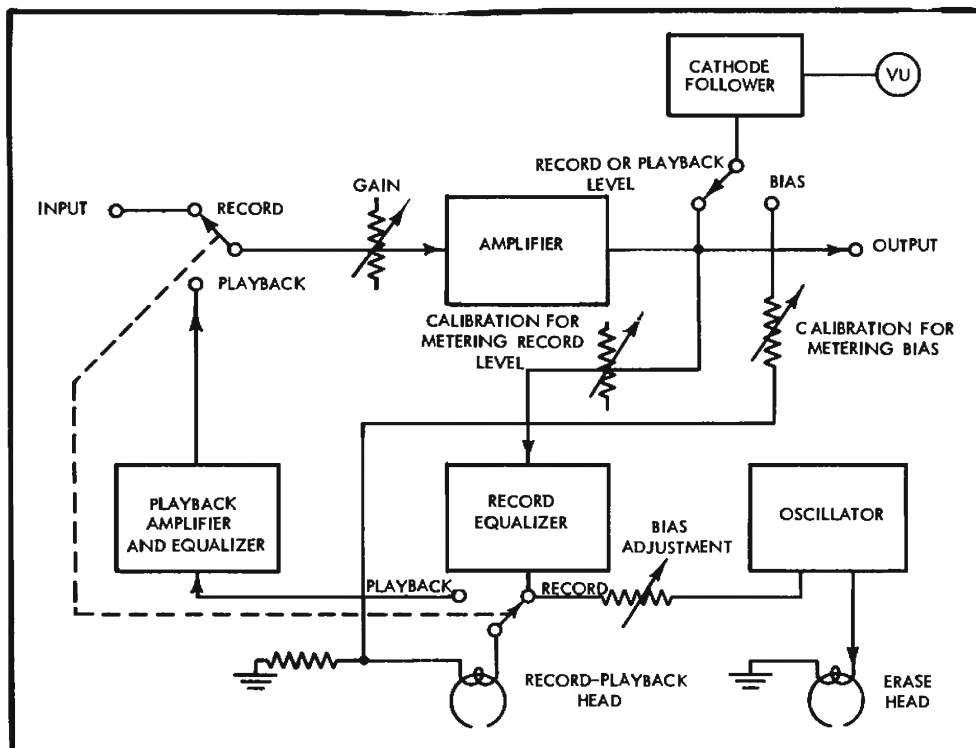 CATHODE
FOLLOWER
VU
RECORD OR PLAYBACK
LEVEL
BIAS
GAIN
INPUT
RECORD
AMPLIFIER
OUTPUT
PLAYBACK
CALIBRATION FOR
METERING RECORD
LEVEL
CALIBRATION FOR
METERING BIAS
PLAYBACK
AMPLIFIER
AND EQUALIZER
RECORD
EQUALIZER
BIAS
ADJUSTMENT
OSCILLATOR
PLAYBACK
RECORD
RECORD-PLAYBACK
HEAD
ERASE
HEAD